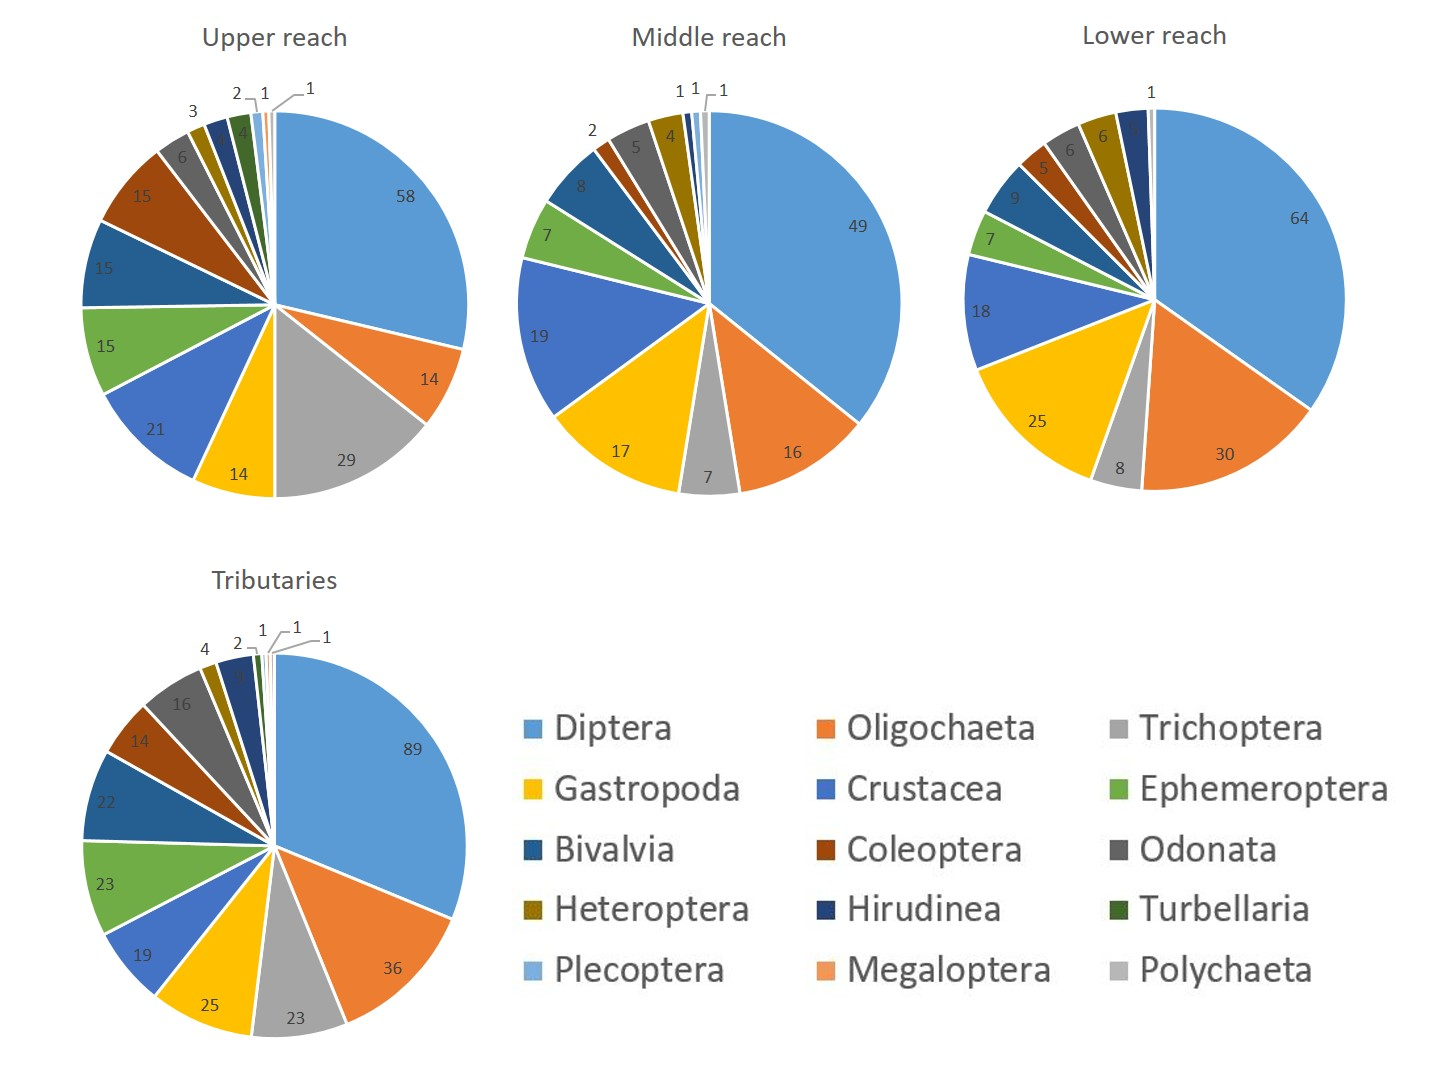 Upper reach
3
2
1
1
58
14
29
14
21
15
15
15
6
4
Middle reach
1
1
1
2
49
16
7
17
19
7
8
5
4
Lower reach
1
64
30
8
25
18
7
9
5
6
6
Tributaries
4
2
1
1
1
89
36
23
25
19
23
22
14
16
Diptera
Oligochaeta
Trichoptera
Gastropoda
Crustacea
Ephemeroptera
Bivalvia
Coleoptera
Odonata
Heteroptera
Hirudinea
Turbellaria
Plecoptera
Megaloptera
Polychaeta